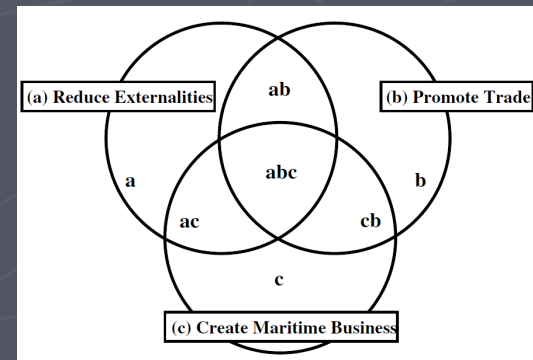 ab
(a) Reduce Externalities
(b) Promote Trade
abc
a
b
ac
cb
c
(c) Create Maritime Business